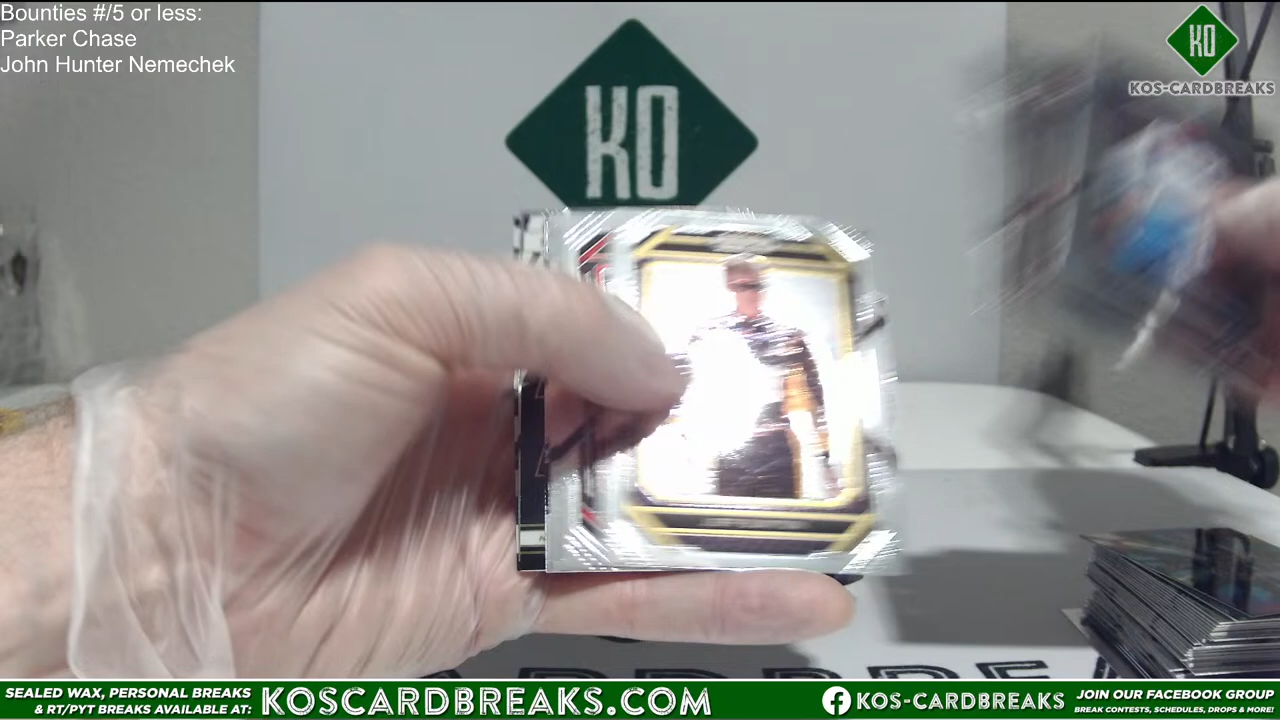 Bounties #/5 or less:
Parker Chase
John Hunter Nemechek
KO
KO
KOS-CARDBREAKS
SEALED WAX, PERSONAL BREAKS
& RT/PYT BREAKS AVAILABLE AT:
KOSCARDBREAKS.COM
KOS-CARDBREAKS
JOIN OUR FACEBOOK GROUP
BREAK CONTESTS, SCHEDULES, DROPS & MORE!